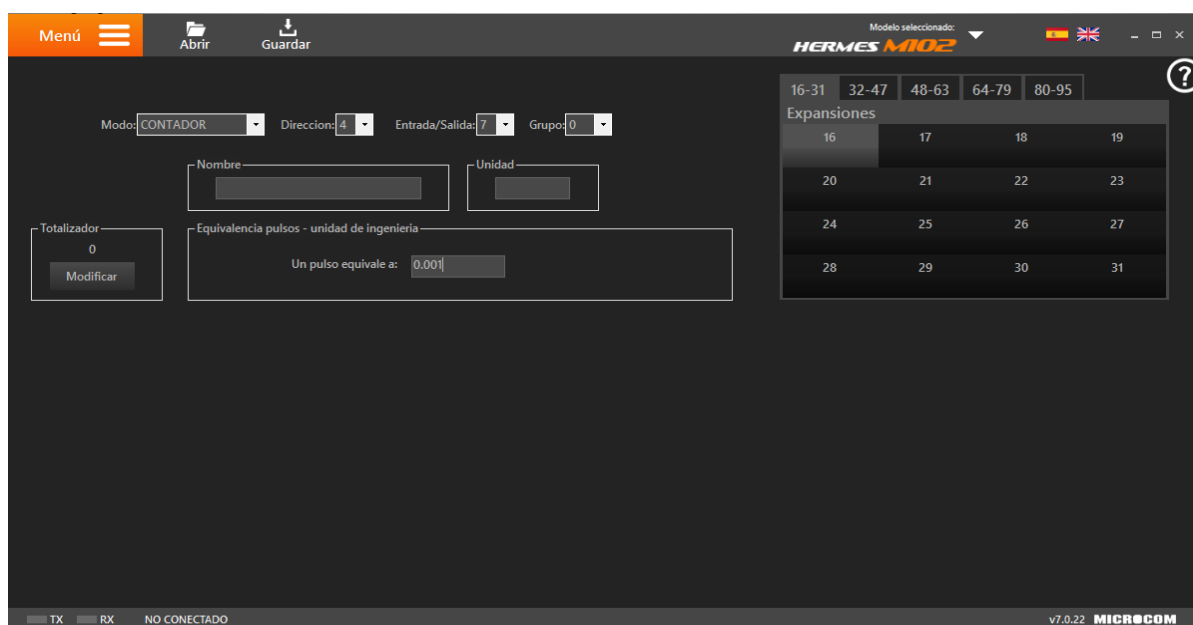 Menú
Abrir
Guardar
Modelo seleccionado:
HERMES M102
?
Modo: CONTADOR Direccion: 4 Entrada/Salida: 7 Grupo: 0
Nombre
Unidad
Totalizador
0
Modificar
Equivalencia pulsos - unidad de ingenieria
Un pulso equivale a: 0.001
16-31 32-47 48-63 64-79 80-95
Expansiones
16 17 18 19
20 21 22 23
24 25 26 27
28 29 30 31
TX RX NO CONECTADO
v7.0.22 MICROCOM